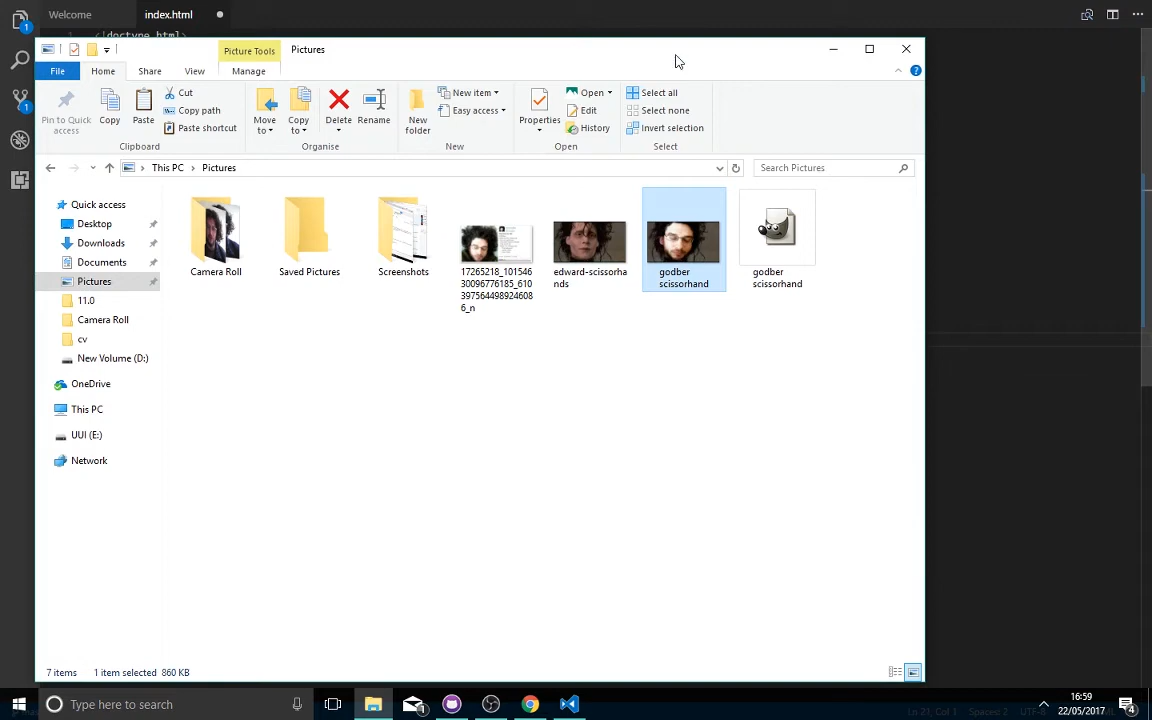 Welcome
index.html
<!doctype html>
1
Picture Tools
Pictures
File
Home
Share
View
Manage
Pin to Quick
access
Copy
Paste
Cut
Copy path
Paste shortcut
Clipboard
Move
to
Copy
to
Delete
Rename
Organise
New
folder
New item
Easy access
New
Properties
Open
Edit
History
Open
Select all
Select none
Invert selection
Select
This PC
Pictures
Search Pictures
Quick access
Desktop
Downloads
Documents
Pictures
11.0
Camera Roll
cv
New Volume (D:)
OneDrive
This PC
UUI (E:)
Network
Camera Roll
Saved Pictures
Screenshots
17265218_101546
30096776185_610
397564498924608
6_n
edward-scissorha
nds
godber
scissorhand
godber
scissorhand
7 items
1 item selected 860 KB
Type here to search
16:59
22/05/2017
4